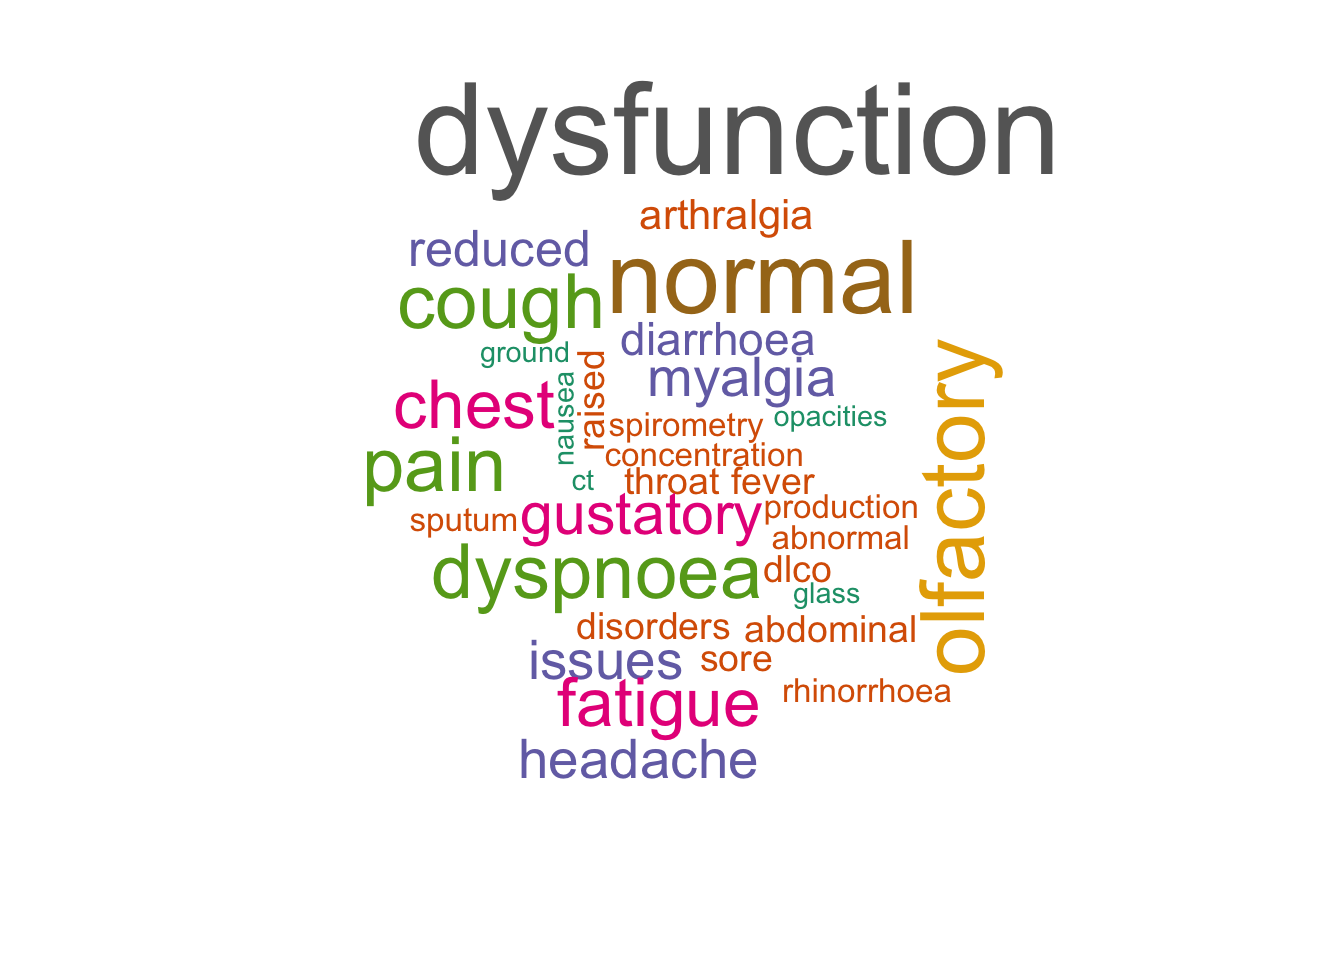 dysfunction
arthralgia
reduced
normal
cough
diarrhoea
ground
raised
myalgia
olfactory
chest
nausea
opacities
spirometry
pain
concentration
ct
throat
fever
gustatory
production
sputum
abnormal
dyspnoea
dlco
glass
disorders
abdominal
issues
sore
fatigue
rhinorrhoea
headache